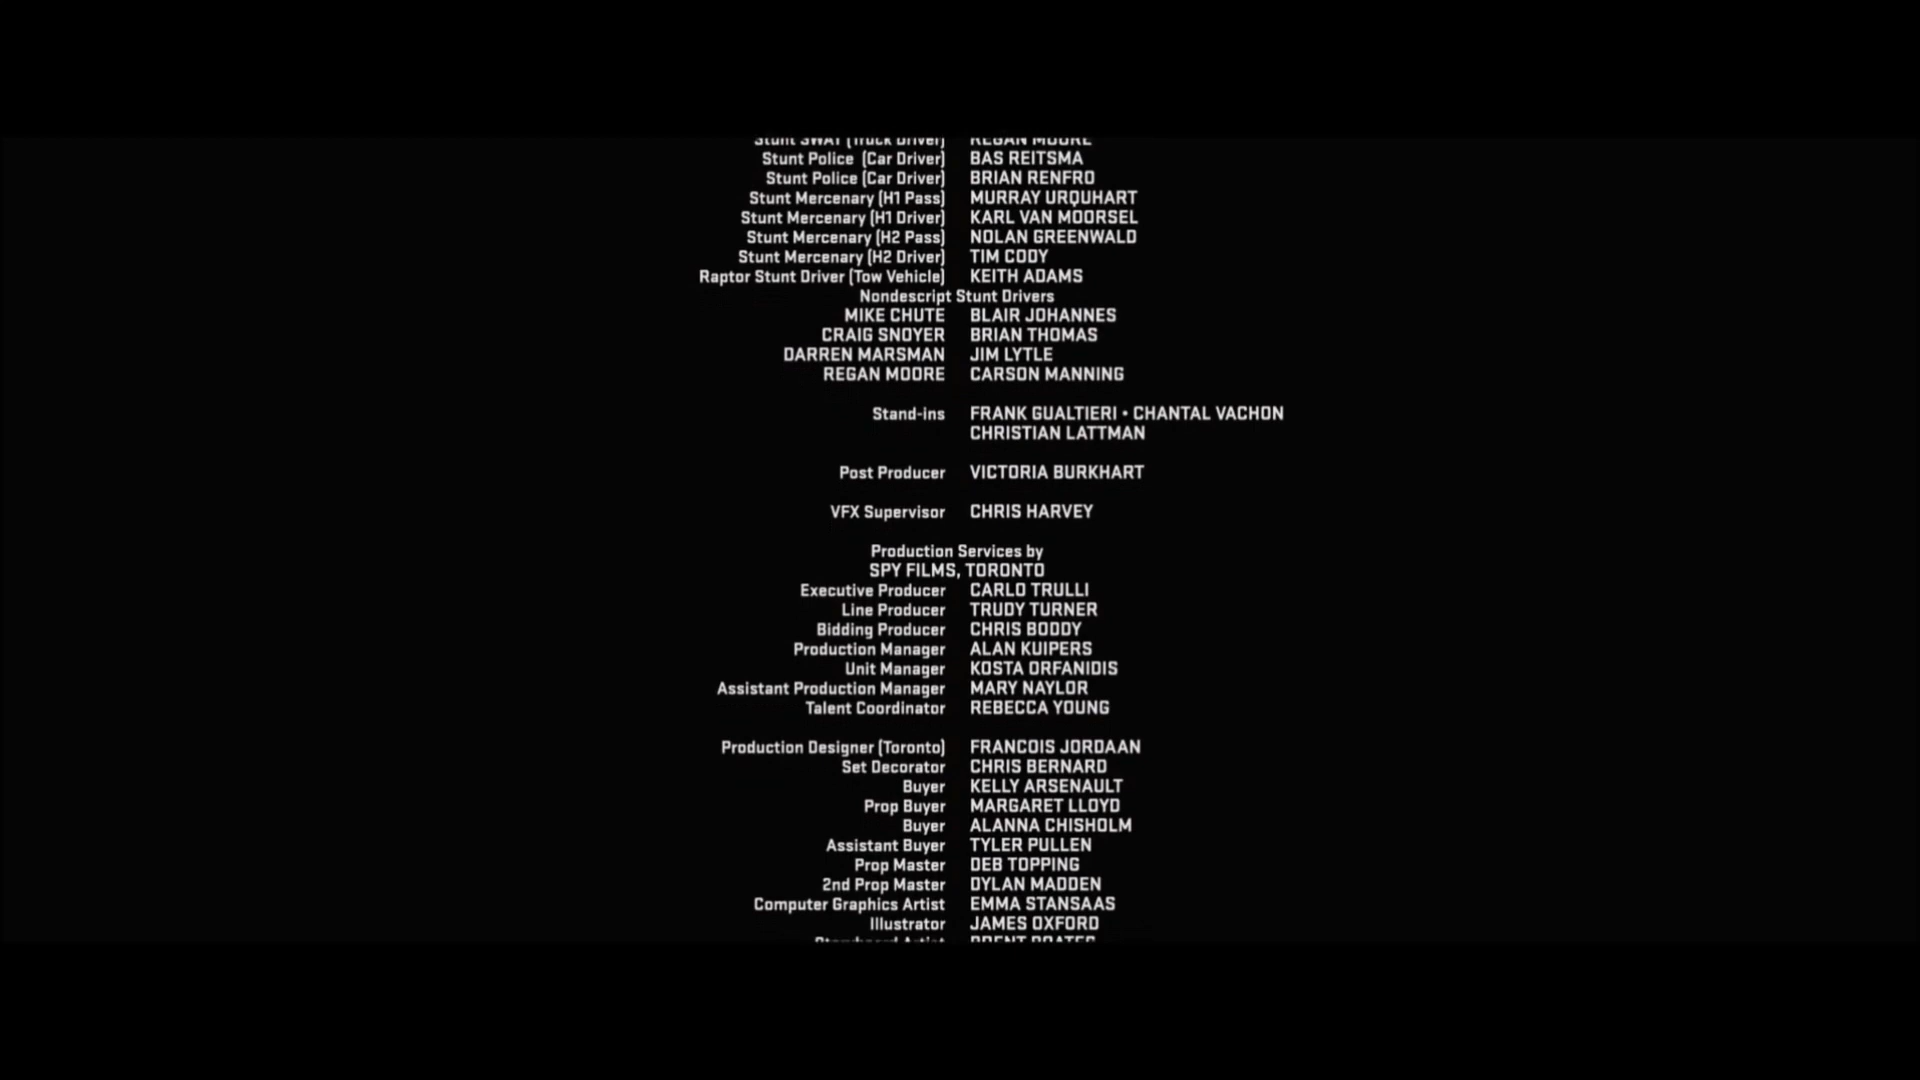 Stunt SWAT (Truck Driver) REGAN MOORE
Stunt Police (Car Driver) BAS REITSMA
Stunt Police (Car Driver) BRIAN RENFRO
Stunt Mercenary (H1 Pass) MURRAY URQUHART
Stunt Mercenary (H1 Driver) KARL VAN MOORSEL
Stunt Mercenary (H2 Pass) NOLAN GREENWALD
Stunt Mercenary (H2 Driver) TIM CODY
Raptor Stunt Driver (Tow Vehicle) KEITH ADAMS
Nondescript Stunt Drivers
MIKE CHUTE BLAIR JOHANNES
CRAIG SNOYER BRIAN THOMAS
DARREN MARSMAN JIM LYTLE
REGAN MOORE CARSON MANNING
Stand-ins FRANK GUALTIERI • CHANTAL VACHON
CHRISTIAN LATTMAN
Post Producer VICTORIA BURKHART
VFX Supervisor CHRIS HARVEY
Production Services by
SPY FILMS, TORONTO
Executive Producer CARLO TRULLI
Line Producer TRUDY TURNER
Bidding Producer CHRIS BODDY
Production Manager ALAN KUIPERS
Unit Manager KOSTA ORFANIDIS
Assistant Production Manager MARY NAYLOR
Talent Coordinator REBECCA YOUNG
Production Designer (Toronto) FRANCOIS JORDAAN
Set Decorator CHRIS BERNARD
Buyer KELLY ARSENAULT
Prop Buyer MARGARET LLOYD
Buyer ALANNA CHISHOLM
Assistant Buyer TYLER PULLEN
Prop Master DEB TOPPING
2nd Prop Master DYLAN MADDEN
Computer Graphics Artist EMMA STANSAAS
Illustrator JAMES OXFORD
Storyboard Artist